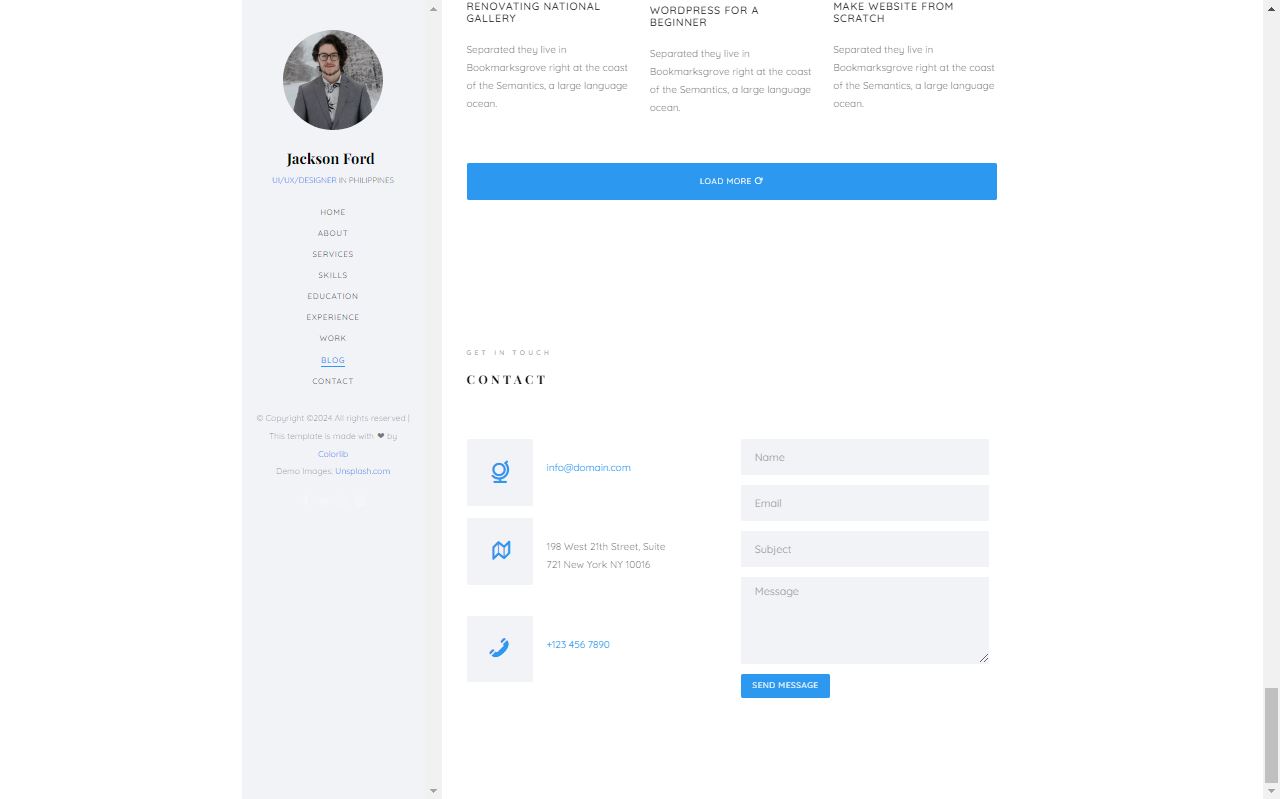 Jackson Ford
UI/UX/DESIGNER IN PHILIPPINES
HOME
ABOUT
SERVICES
SKILLS
EDUCATION
EXPERIENCE
WORK
BLOG
CONTACT
© Copyright ©2024 All rights reserved |
This template is made with ❤ by
Colorlib
Demo Images: Unsplash.com
RENOVATING NATIONAL
GALLERY
Separated they live in
Bookmarksgrove right at the coast
of the Semantics, a large language
ocean.
WORDPRESS FOR A
BEGINNER
Separated they live in
Bookmarksgrove right at the coast
of the Semantics, a large language
ocean.
MAKE WEBSITE FROM
SCRATCH
Separated they live in
Bookmarksgrove right at the coast
of the Semantics, a large language
ocean.
LOAD MORE
GET IN TOUCH
CONTACT
info@domain.com
198 West 21th Street, Suite
721 New York NY 10016
+123 456 7890
Name
Email
Subject
Message
SEND MESSAGE